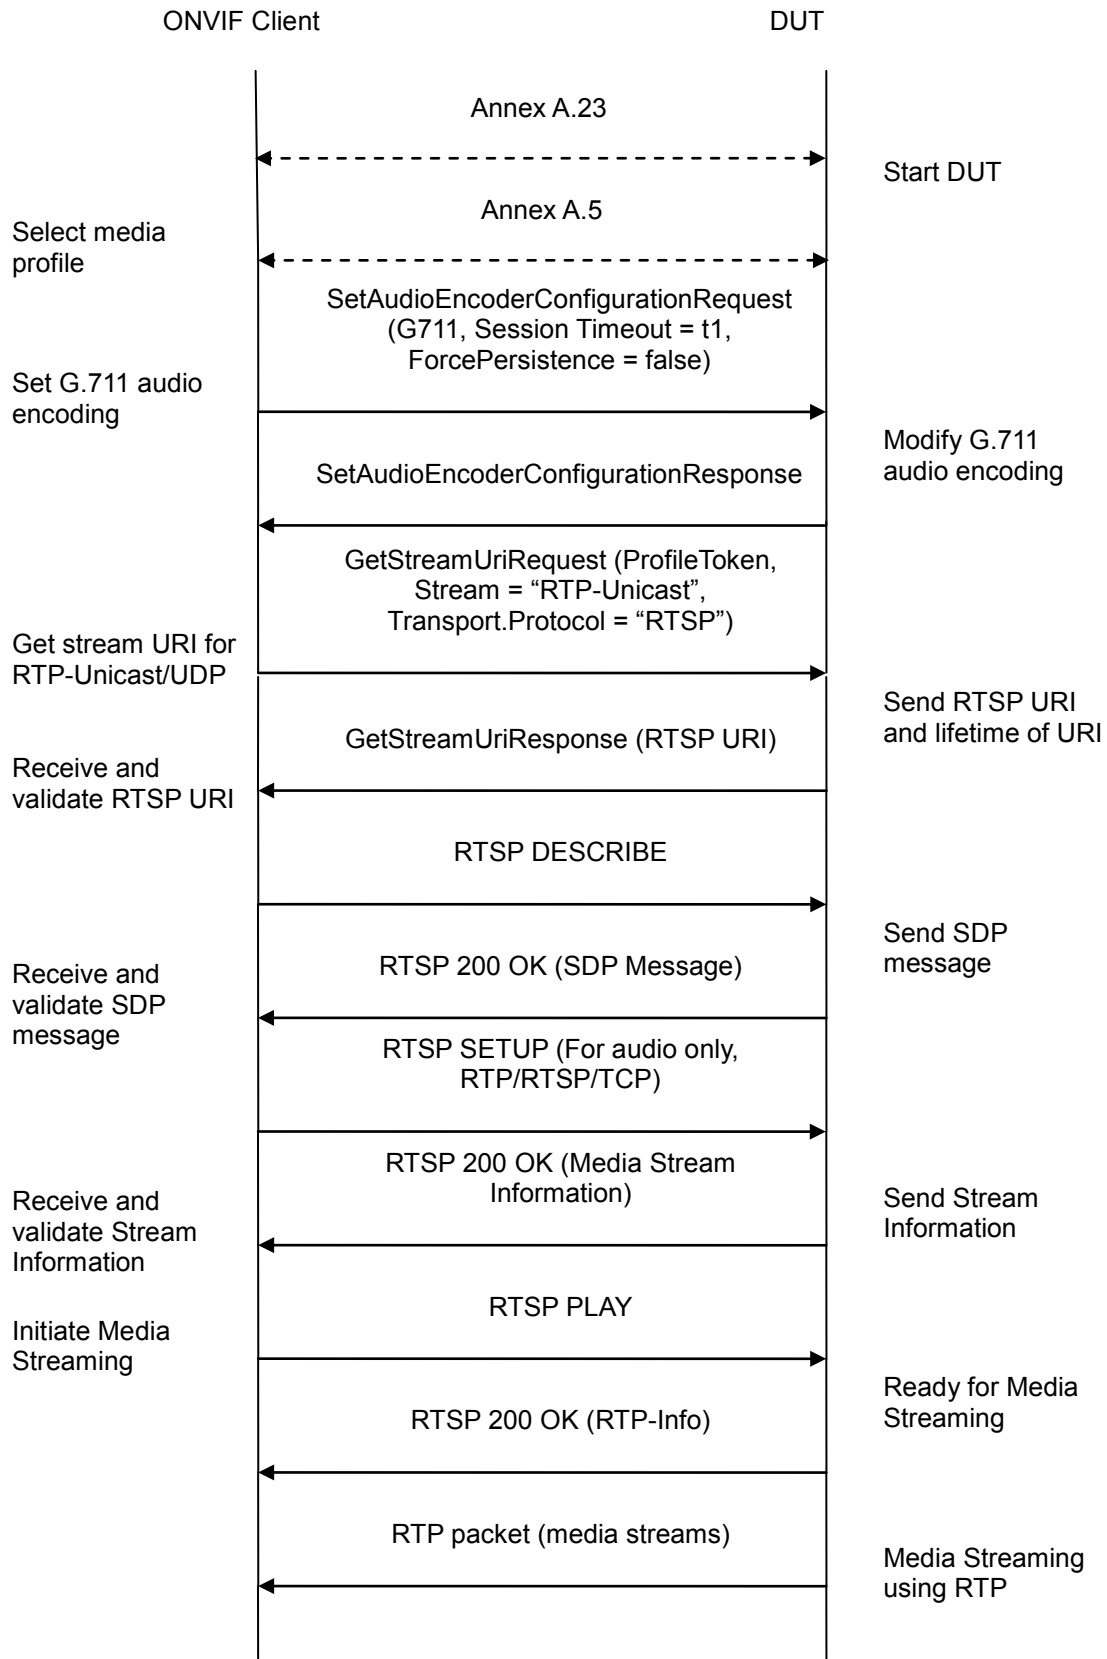 ONVIF Client
DUT
Annex A.23
Start DUT
Annex A.5
Select media
profile
SetAudioEncoderConfigurationRequest
(G711, Session Timeout = t1,
ForcePersistence = false)
Set G.711 audio
encoding
Modify G.711
audio encoding
SetAudioEncoderConfigurationResponse
GetStreamUriRequest (ProfileToken,
Stream = “RTP-Unicast”,
Transport.Protocol = “RTSP”)
Get stream URI for
RTP-Unicast/UDP
Send RTSP URI
and lifetime of URI
GetStreamUriResponse (RTSP URI)
Receive and
validate RTSP URI
RTSP DESCRIBE
Send SDP
message
RTSP 200 OK (SDP Message)
Receive and
validate SDP
message
RTSP SETUP (For audio only,
RTP/RTSP/TCP)
RTSP 200 OK (Media Stream
Information)
Send Stream
Information
Receive and
validate Stream
Information
RTSP PLAY
Initiate Media
Streaming
Ready for Media
Streaming
RTSP 200 OK (RTP-Info)
RTP packet (media streams)
Media Streaming
using RTP